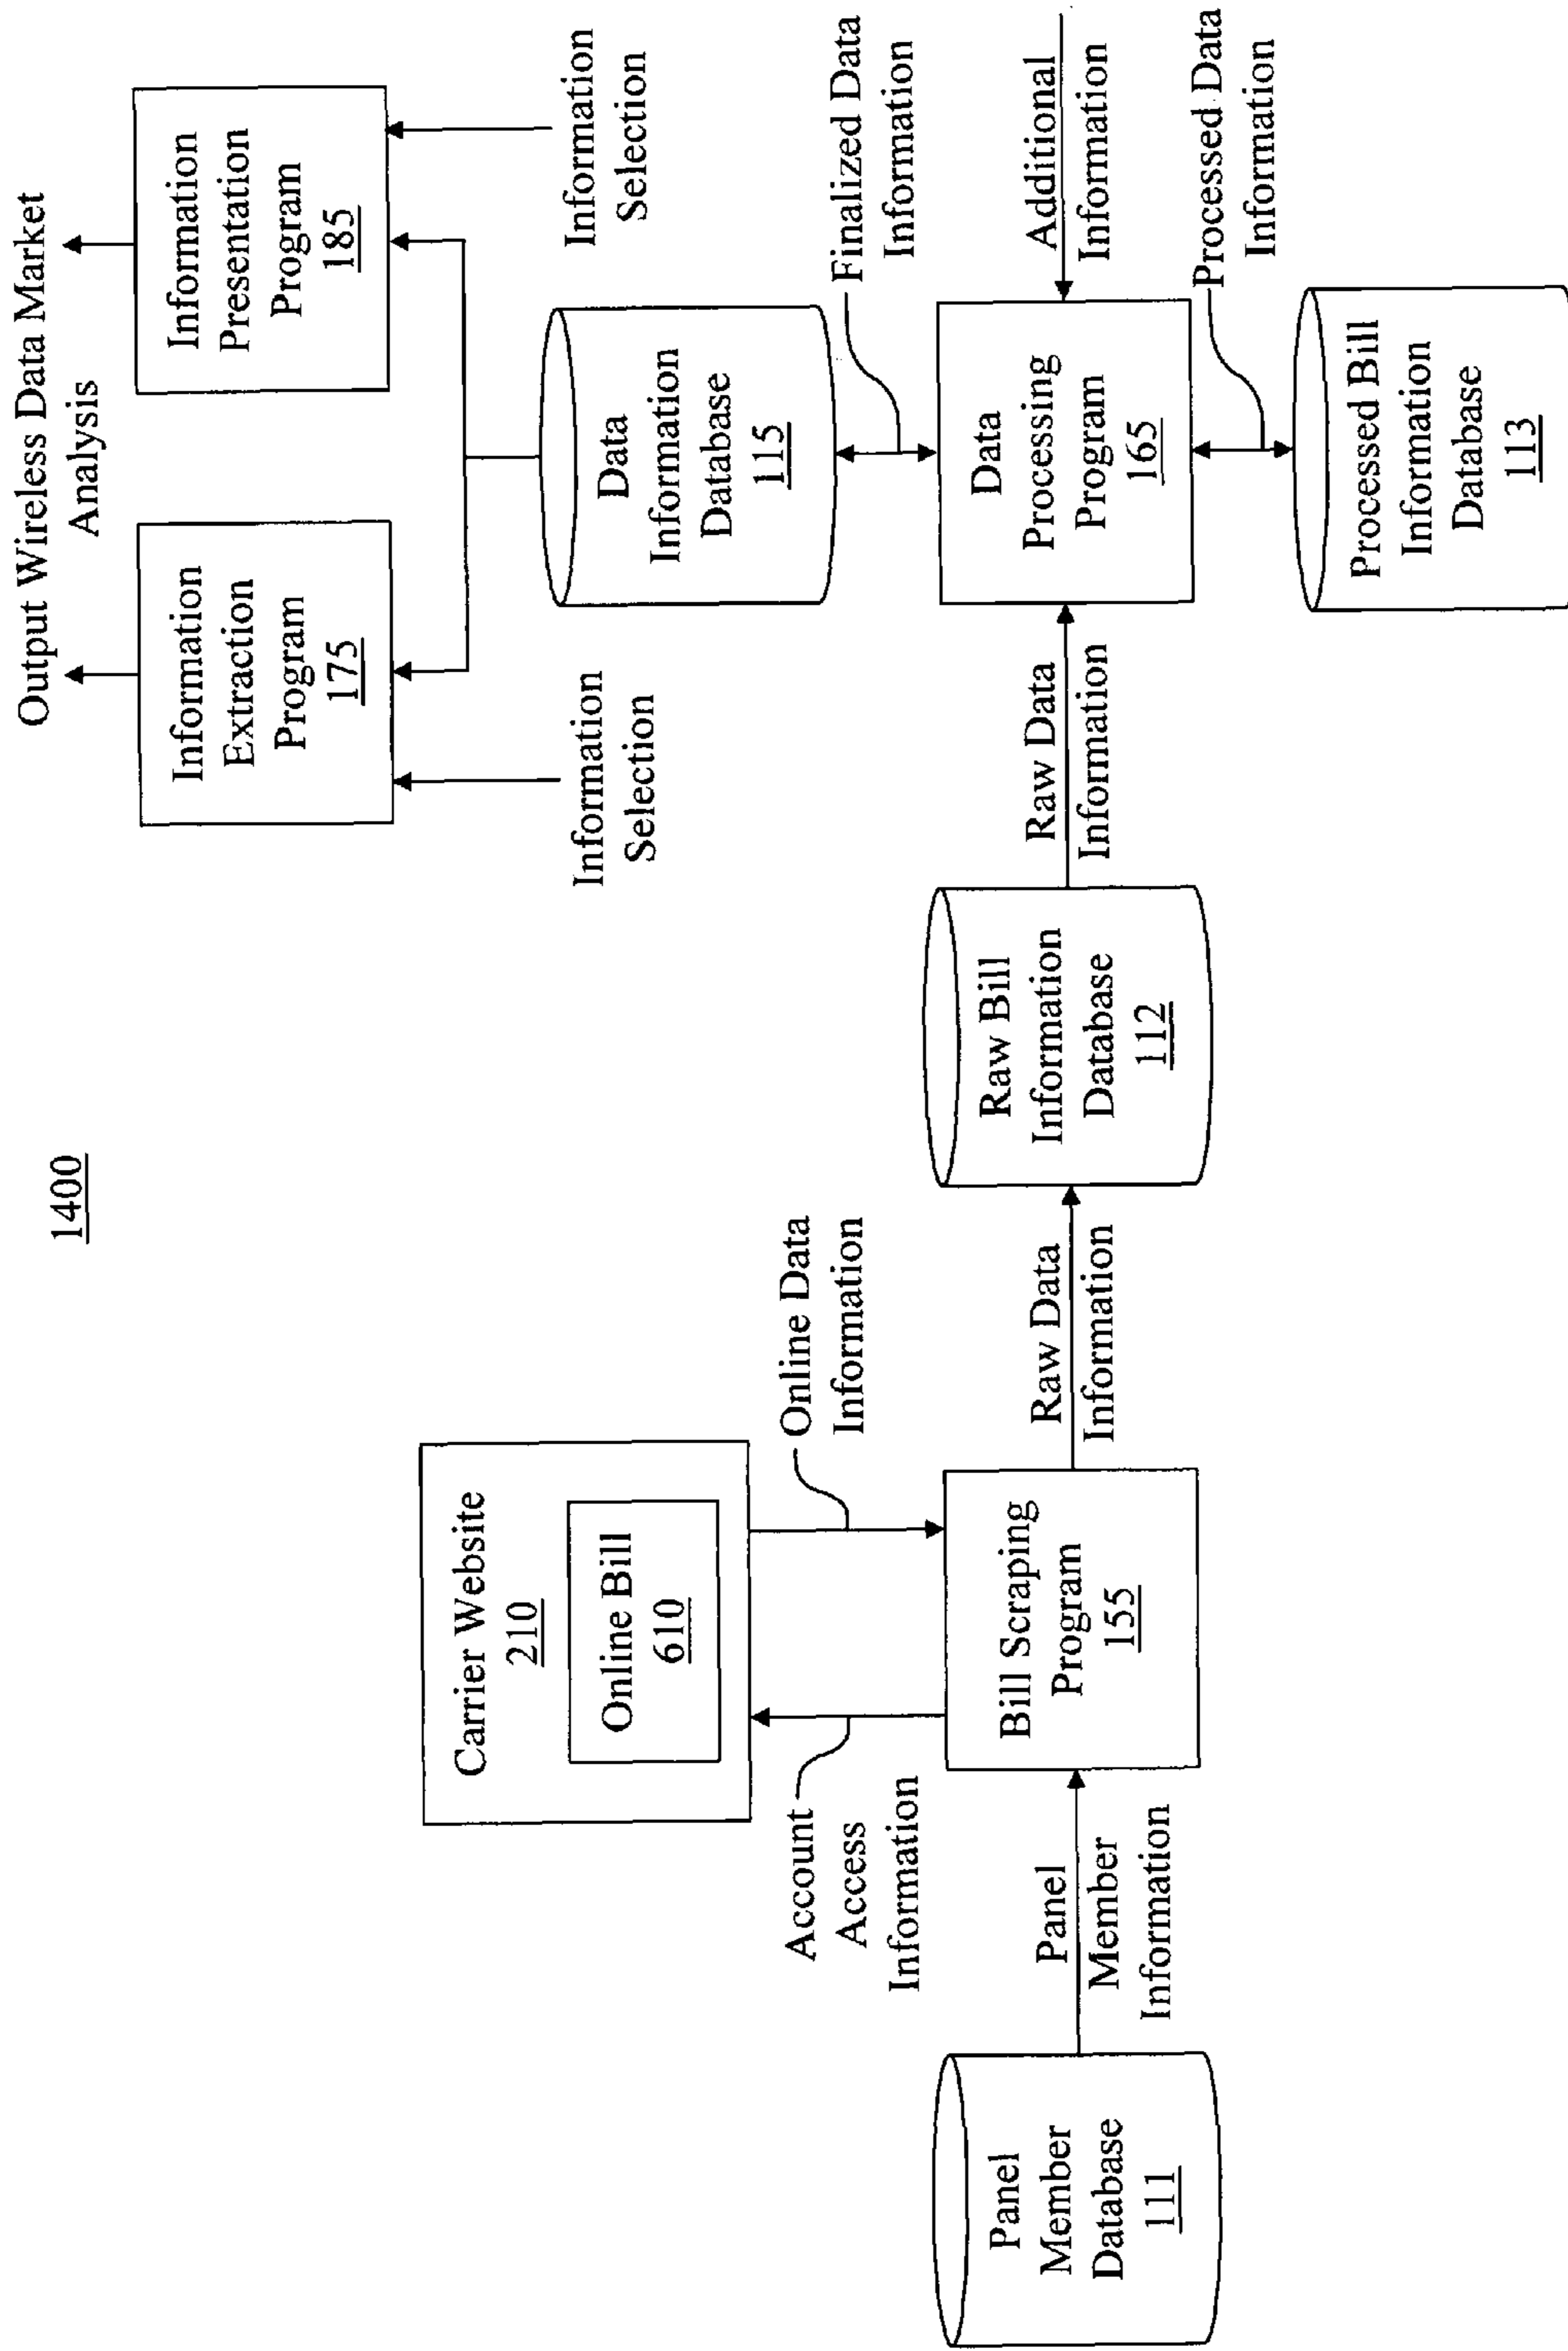 1400
Output Wireless Data Market
Analysis
Information
Extraction
Program
175
Information
Presentation
Program
185
Information
Selection
Information
Selection
Carrier Website
210
Online Bill
610
Data
Information
Database
115
Account
Access
Information
Online Data
Information
Finalized Data
Information
Panel
Member
Database
111
Panel
Member
Information
Bill Scraping
Program
155
Raw Data
Information
Raw Bill
Information
Database
112
Raw Data
Information
Data
Processing
Program
165
Additional
Information
Processed Data
Information
Processed Bill
Information
Database
113